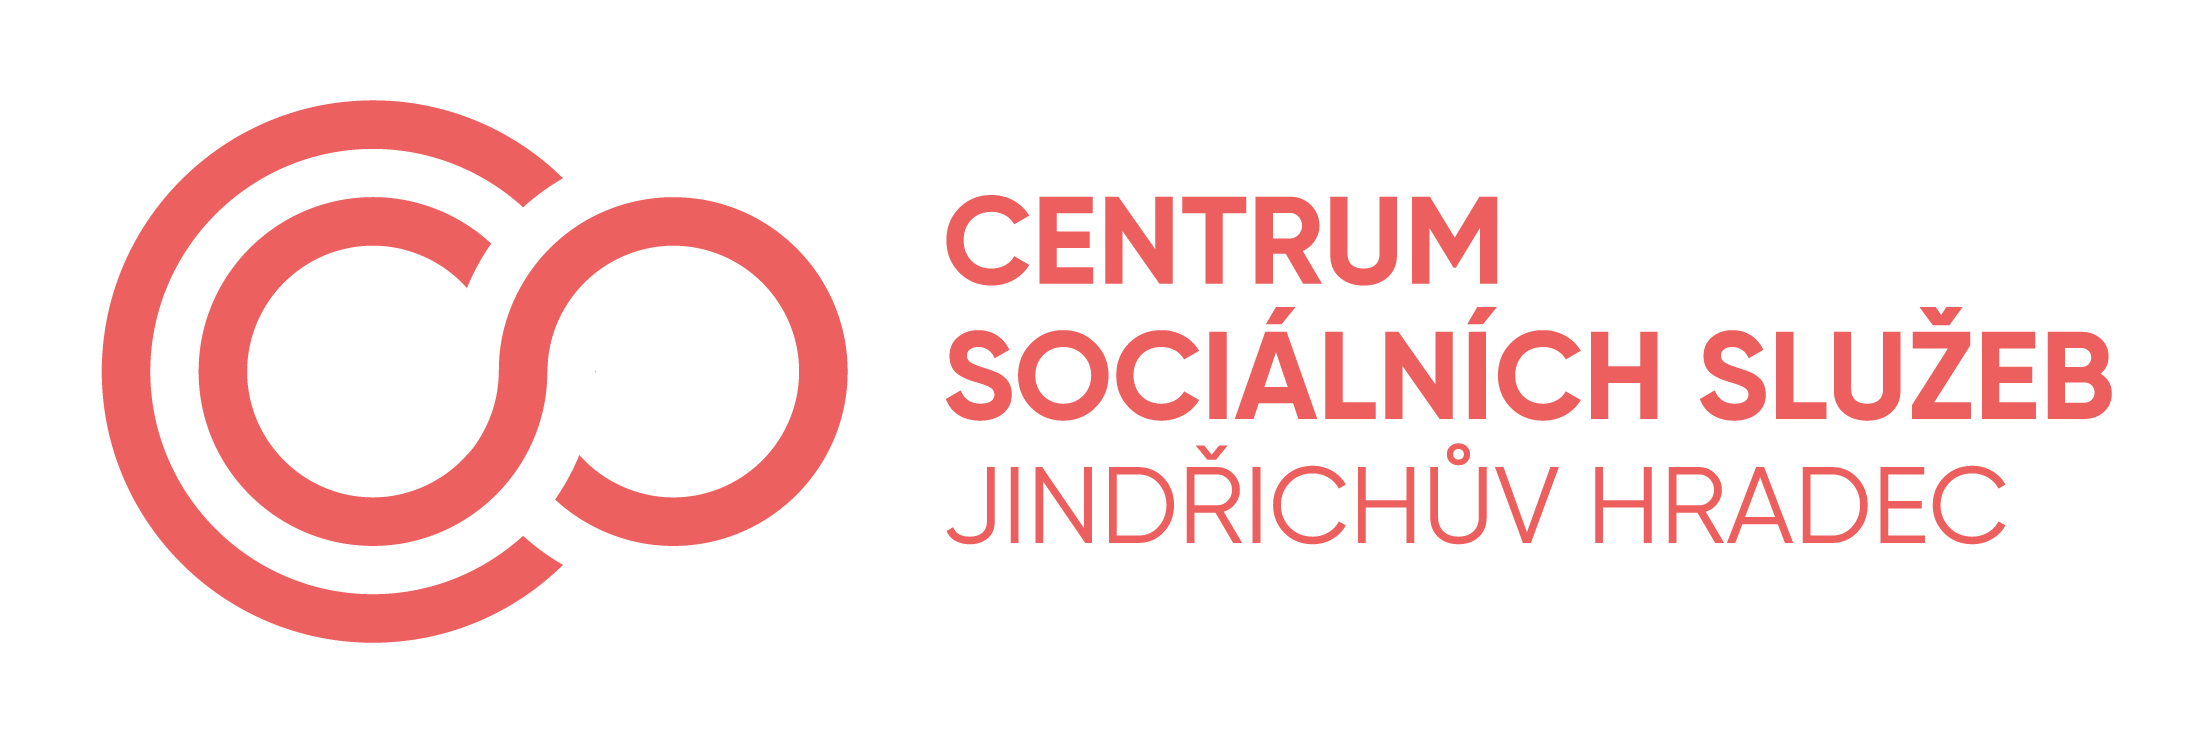 CENTRUM
SOCIÁLNÍCH SLUŽEB
JINDŘICHŮV HRADEC